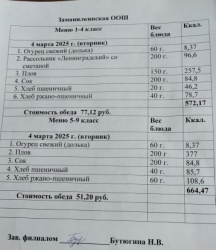 Заманилкинская ООШ
Меню 1-4 классе
Вес блюда Ккал.
4 марта 2025 г. (вторник)
1. Огурец свежий (долька) 60 г. 8,37
2. Рассольник «Ленинградский» со сметаной 200 г. 96,6
3. Плов 150 г. 257,5
4. Сок 200 г. 84,8
5. Хлеб пшеничный 20 г. 46,2
6. Хлеб ржано-пшеничный 40 г. 78,7
572,17
Стоимость обеда 77,12 руб.
Меню 5-9 класс
Вес блюда Ккал.
4 марта 2025 г. (вторник)
1. Огурец свежий (долька) 60 г. 8,37
2. Плов 200 г 377
3. Сок 200 г. 84,8
4. Хлеб пшеничный 40 г. 85,7
5. Хлеб ржано-пшеничный 60 г. 108,6
664,47
Стоимость обеда 51,20 руб.
Зав. филиалом Бутюгина Н.В.